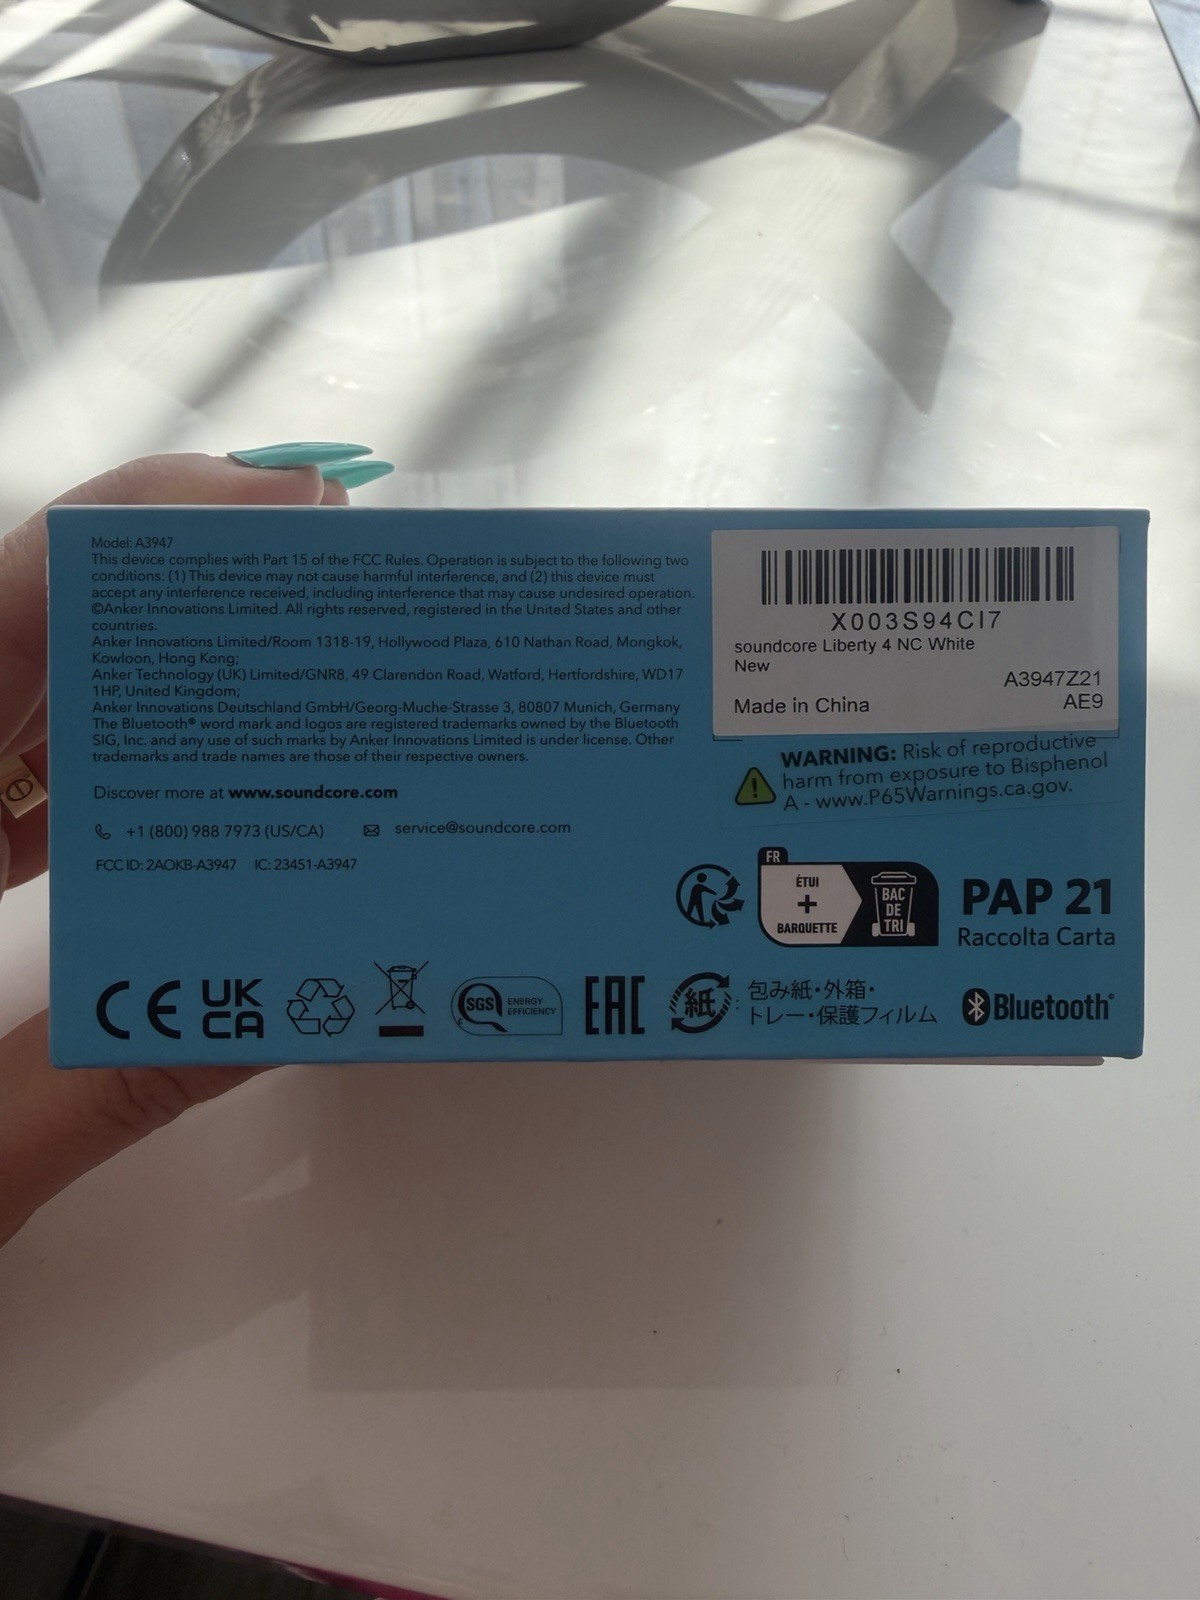 Model: A3947
This device complies with Part 15 of the FCC Rules. Operation is subject to the following two
conditions: (1) This device may not cause harmful interference, and (2) this device must
accept any interference received, including interference that may cause undesired operation.
©Anker Innovations Limited. All rights reserved, registered in the United States and other
countries.
Anker Innovations Limited/Room 1318-19, Hollywood Plaza, 610 Nathan Road, Mongkok,
Kowloon, Hong Kong;
Anker Technology (UK) Limited/GNR8, 49 Clarendon Road, Watford, Hertfordshire, WD17
1HP, United Kingdom;
Anker Innovations Deutschland GmbH/Georg-Muche-Strasse 3, 80807 Munich, Germany
The Bluetooth® word mark and logos are registered trademarks owned by the Bluetooth
SIG, Inc. and any use of such marks by Anker Innovations Limited is under license. Other
trademarks and trade names are those of their respective owners.
Discover more at www.soundcore.com
+1 (800) 988 7973 (US/CA) service@soundcore.com
FCC ID: 2AOKB-A3947 IC: 23451-A3947
X003S94CI7
soundcore Liberty 4 NC White
New
A3947Z21
Made in China
AE9
WARNING: Risk of reproductive
harm from exposure to Bisphenol
A - www.P65Warnings.ca.gov.
FR
ÉTUI
+
BARQUETTE
BAC
DE
TRI
PAP 21
Raccolta Carta
CE
UK
CA
SGS
ENERGY
EFFICIENCY
EAC
紙
包み紙・外箱・
トレー・保護フィルム
Bluetooth®